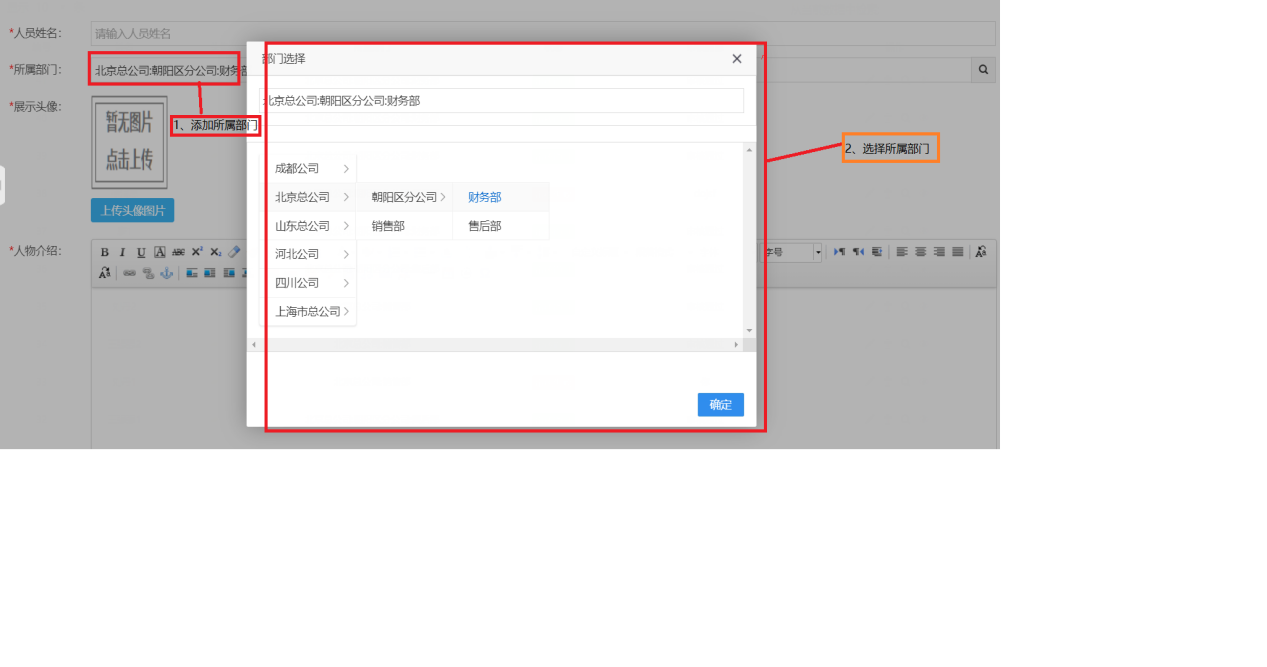 *人员姓名:
请输入人员姓名
*所属部门:
北京总公司:朝阳区分公司:财务部
*展示头像:
暂无图片
点击上传
1、添加所属部门
上传头像图片
*人物介绍:
B I U A ABC X² X₂
字号
部门选择
北京总公司:朝阳区分公司:财务部
成都公司
北京总公司 朝阳区分公司 财务部
山东总公司 销售部 售后部
河北公司
四川公司
上海市总公司
确定
2、选择所属部门